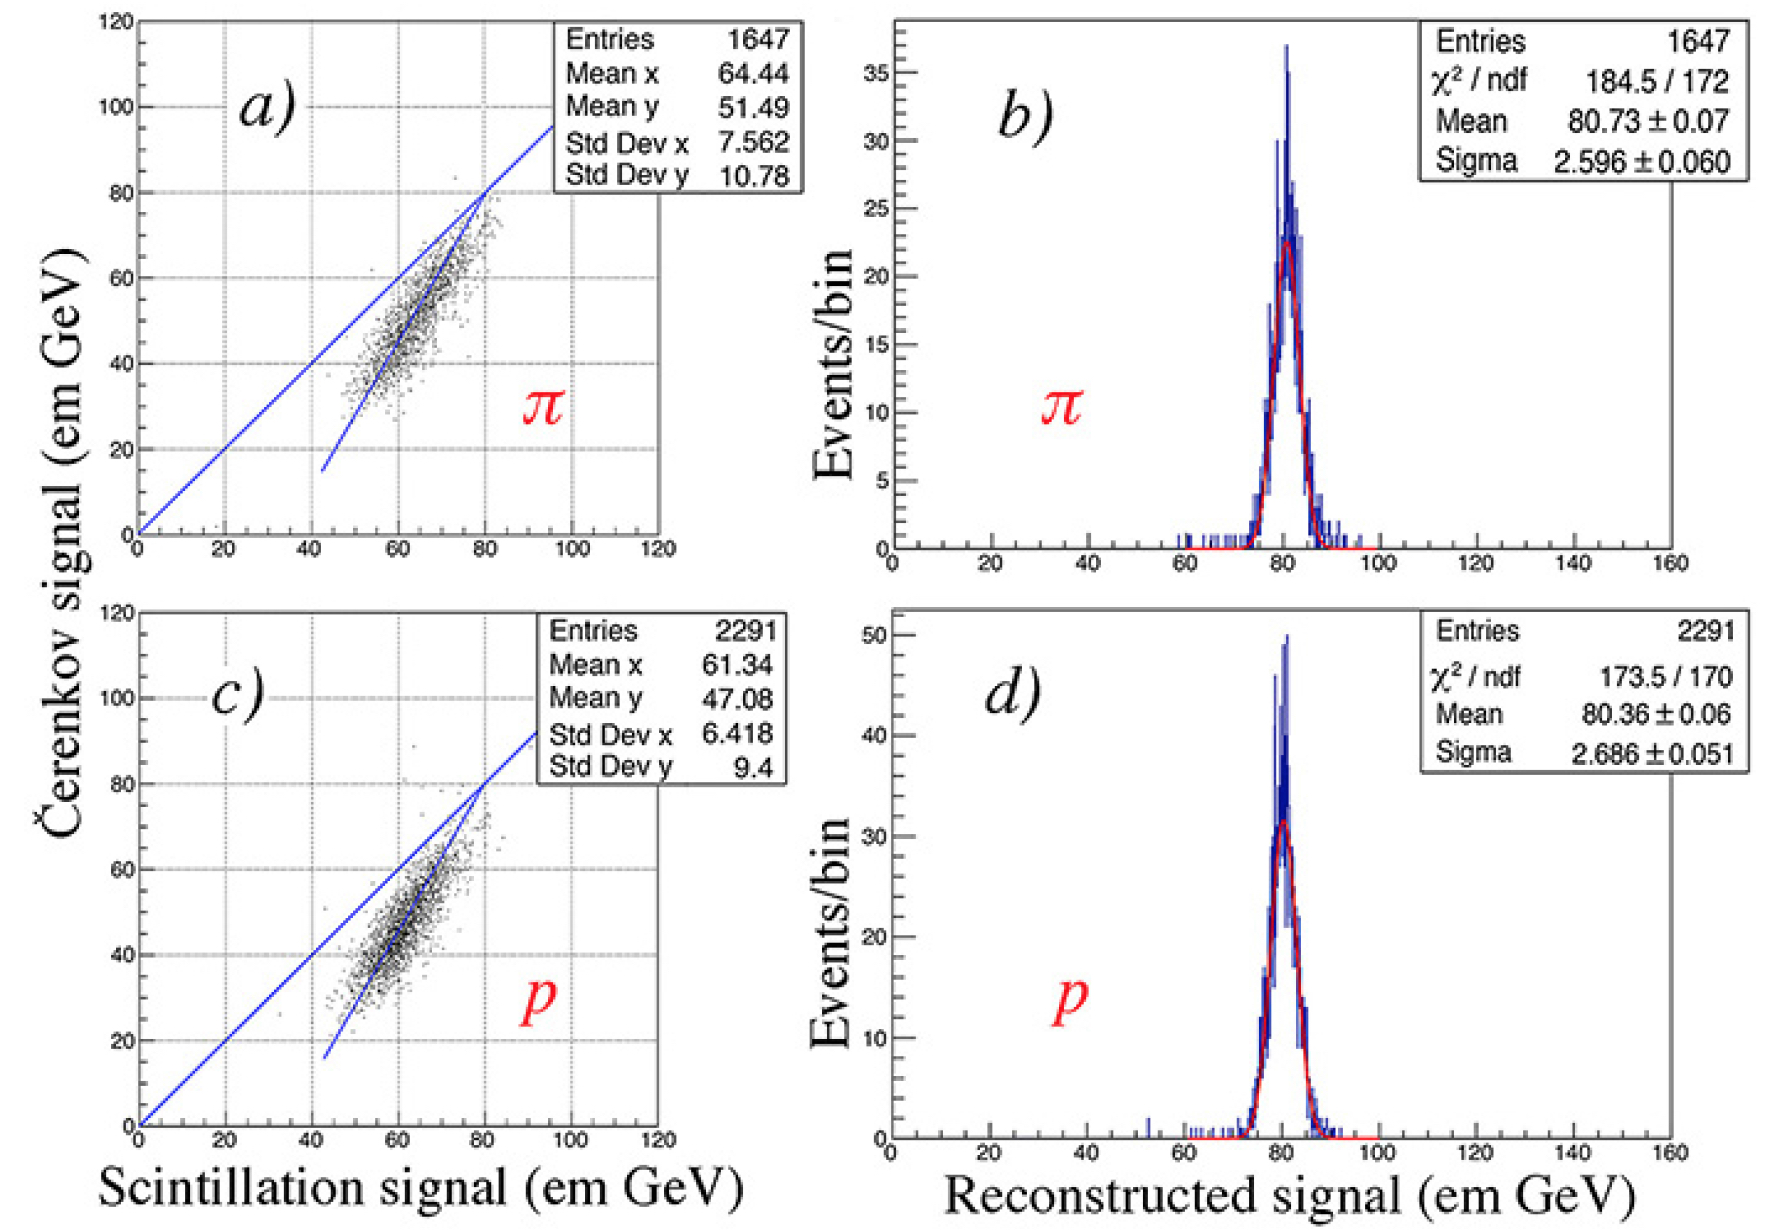 Čerenkov signal (em GeV)
a)
Entries 1647
Mean x 64.44
Mean y 51.49
Std Dev x 7.562
Std Dev y 10.78
π
120
100
80
60
40
20
0
0 20 40 60 80 100 120
b)
Entries 1647
χ² / ndf 184.5 / 172
Mean 80.73 ± 0.07
Sigma 2.596 ± 0.060
π
Events/bin
35
30
25
20
15
10
5
0
0 20 40 60 80 100 120 140 160
c)
Entries 2291
Mean x 61.34
Mean y 47.08
Std Dev x 6.418
Std Dev y 9.4
p
120
100
80
60
40
20
0
0 20 40 60 80 100 120
Scintillation signal (em GeV)
d)
Entries 2291
χ² / ndf 173.5 / 170
Mean 80.36 ± 0.06
Sigma 2.686 ± 0.051
p
Events/bin
50
40
30
20
10
0
0 20 40 60 80 100 120 140 160
Reconstructed signal (em GeV)